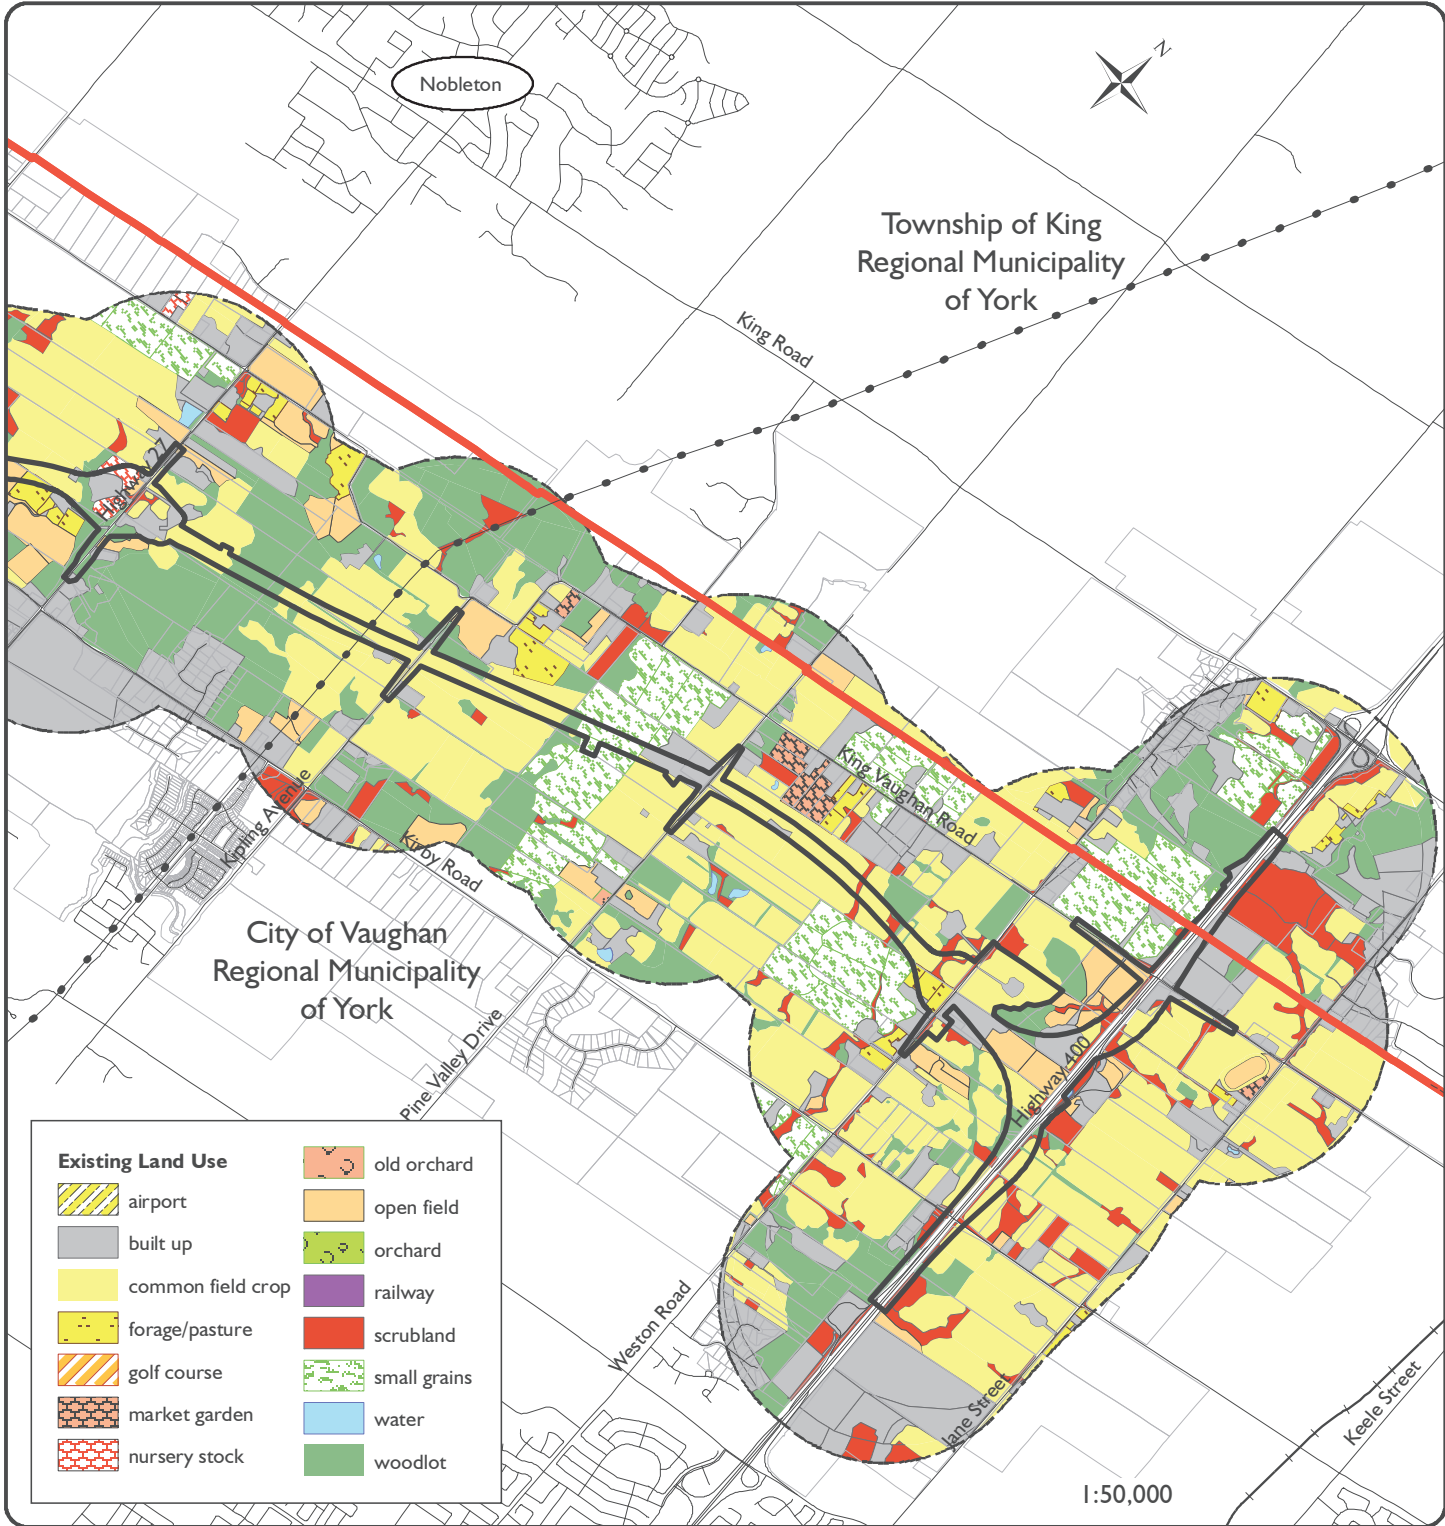 Nobleton
N
Township of King
Regional Municipality
of York
King Road
Highway 27
King Vaughan Road
Kipling Avenue
Kirby Road
City of Vaughan
Regional Municipality
of York
Pine Valley Drive
Highway 400
Weston Road
Jane Street
Keele Street
1:50,000
Existing Land Use
airport
built up
common field crop
forage/pasture
golf course
market garden
nursery stock
old orchard
open field
orchard
railway
scrubland
small grains
water
woodlot